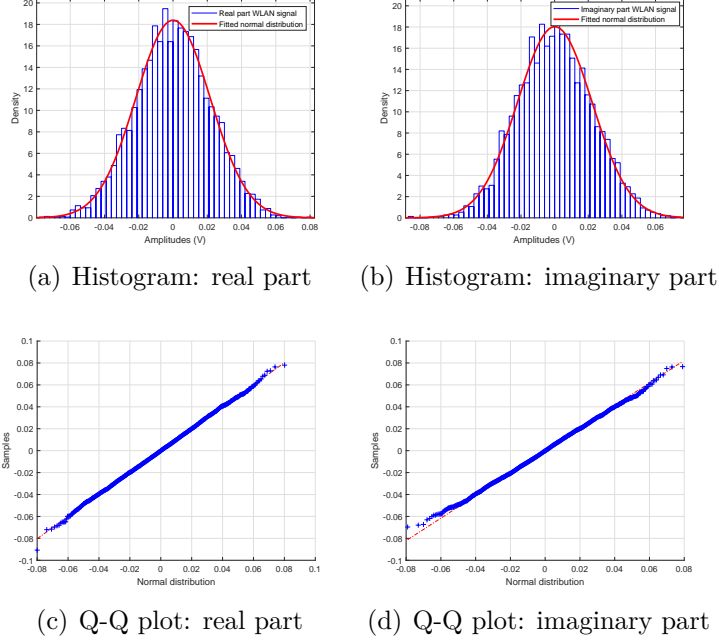 20
18
16
14
12
10
8
6
4
2
0
Density
Real part WLAN signal
Fitted normal distribution
-0.06 -0.04 -0.02 0 0.02 0.04 0.06 0.08
Amplitudes (V)
(a) Histogram: real part
20
18
16
14
12
10
8
6
4
2
0
Density
Imaginary part WLAN signal
Fitted normal distribution
-0.08 -0.06 -0.04 -0.02 0 0.02 0.04 0.06
Amplitudes (V)
(b) Histogram: imaginary part
0.1
0.08
0.06
0.04
0.02
0
-0.02
-0.04
-0.06
-0.08
-0.1
Samples
-0.08 -0.06 -0.04 -0.02 0 0.02 0.04 0.06 0.08 0.1
Normal distribution
(c) Q-Q plot: real part
0.1
0.08
0.06
0.04
0.02
0
-0.02
-0.04
-0.06
-0.08
-0.1
Samples
-0.08 -0.06 -0.04 -0.02 0 0.02 0.04 0.06 0.08
Normal distribution
(d) Q-Q plot: imaginary part